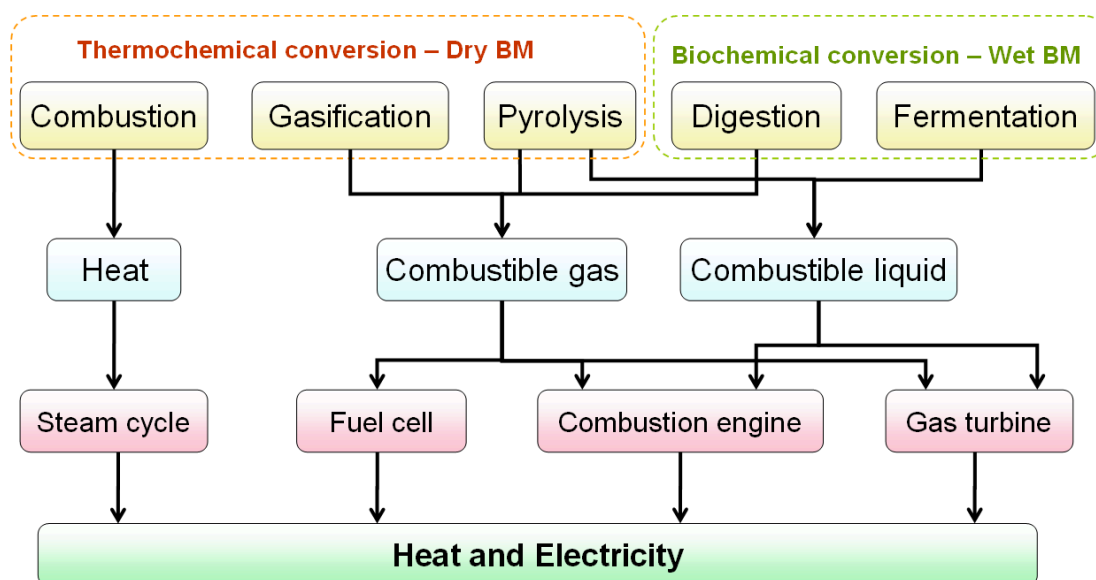 Thermochemical conversion – Dry BM
Biochemical conversion – Wet BM
Combustion
Gasification
Pyrolysis
Digestion
Fermentation
Heat
Combustible gas
Combustible liquid
Steam cycle
Fuel cell
Combustion engine
Gas turbine
Heat and Electricity